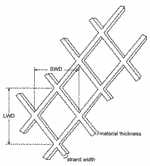 SWD
LWD
material thickness
strand width